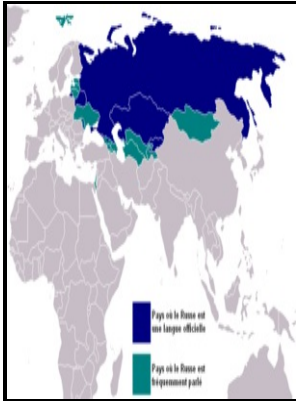 Pays où le Russe est
une langue officielle
Pays où le Russe est
fréquemment parlé